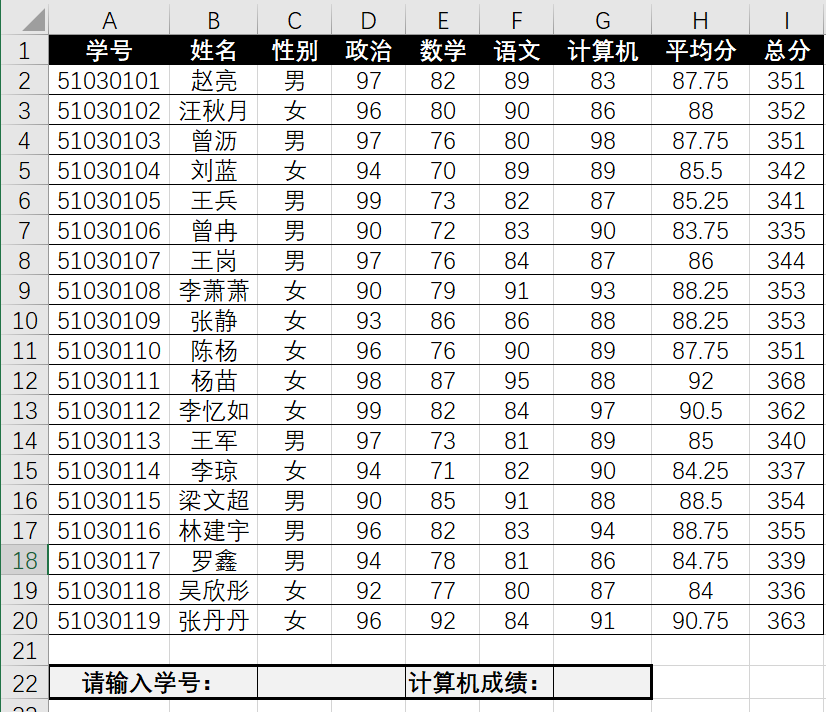 A B C D E F G H I
1 学号 姓名 性别 政治 数学 语文 计算机 平均分 总分
2 51030101 赵亮 男 97 82 89 83 87.75 351
3 51030102 汪秋月 女 96 80 90 86 88 352
4 51030103 曾沥 男 97 76 80 98 87.75 351
5 51030104 刘蓝 女 94 70 89 89 85.5 342
6 51030105 王兵 男 99 73 82 87 85.25 341
7 51030106 曾冉 男 90 72 83 90 83.75 335
8 51030107 王岗 男 97 76 84 87 86 344
9 51030108 李萧萧 女 90 79 91 93 88.25 353
10 51030109 张静 女 93 86 86 88 88.25 353
11 51030110 陈杨 女 96 76 90 89 87.75 351
12 51030111 杨苗 女 98 87 95 88 92 368
13 51030112 李忆如 女 99 82 84 97 90.5 362
14 51030113 王军 男 97 73 81 89 85 340
15 51030114 李琼 女 94 71 82 90 84.25 337
16 51030115 梁文超 男 90 85 91 88 88.5 354
17 51030116 林建宇 男 96 82 83 94 88.75 355
18 51030117 罗鑫 男 94 78 81 86 84.75 339
19 51030118 吴欣彤 女 92 77 80 87 84 336
20 51030119 张丹丹 女 96 92 84 91 90.75 363
21
22 请输入学号： 计算机成绩：